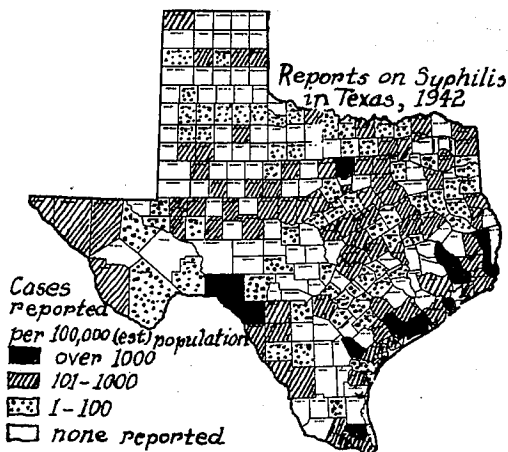 Reports on Syphilis
in Texas, 1942
Cases
reported
per 100,000 (est) population
over 1000
101-1000
1-100
none reported